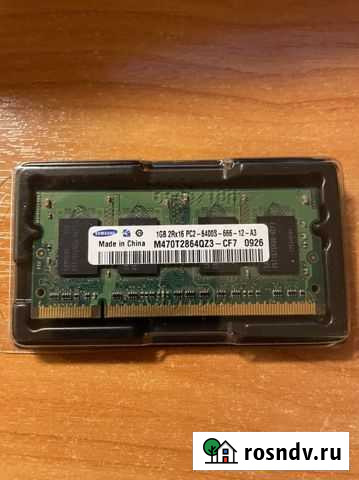 SAMSUNG
1GB 2Rx16 PC2-6400S-666-12-A3
Made in China
M470T2864QZ3-CF7 0926
rosndv.ru